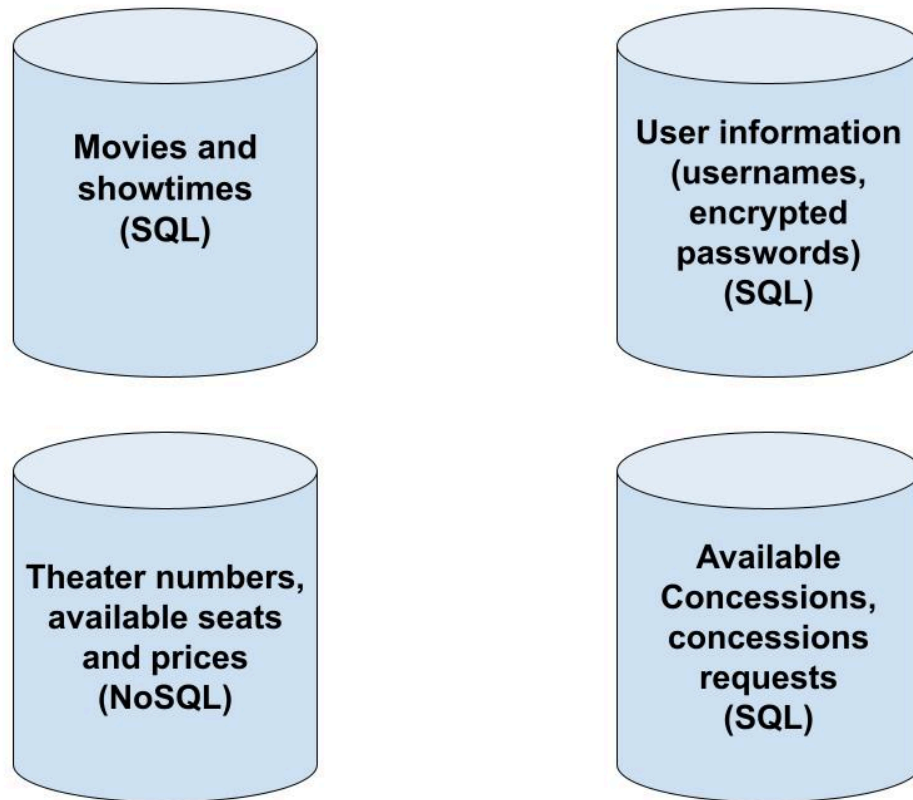 Movies and
showtimes
(SQL)
User information
(usernames,
encrypted
passwords)
(SQL)
Theater numbers,
available seats
and prices
(NoSQL)
Available
Concessions,
concessions
requests
(SQL)